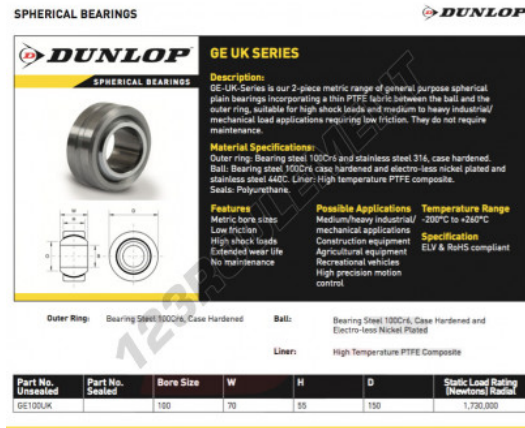 SPHERICAL BEARINGS
DUNLOP
DUNLOP
SPHERICAL BEARINGS
GE UK SERIES
Description:
GE-UK-Series is our 2-piece metric range of general purpose spherical
plain bearings incorporating a thin PTFE fabric between the ball and the
outer ring, suitable for high shock loads and medium to heavy industrial/
mechanical load applications requiring low friction. They do not require
maintenance.
Material Specifications:
Outer ring: Bearing steel 100Cr6 and stainless steel 316, case hardened.
Ball: Bearing steel 100Cr6 case hardened and electro-less nickel plated and
stainless steel 440C. Liner: High temperature PTFE composite.
Seals: Polyurethane.
Features
Metric bore sizes
Low friction
High shock loads
Extended wear life
No maintenance
Possible Applications
Medium/heavy industrial/
mechanical applications
Construction equipment
Agricultural equipment
Recreational vehicles
High precision motion
control
Temperature Range
-200°C to +260°C
Specification
ELV & RoHS compliant
W
H
D
D
B
Outer Ring: Bearing Steel 100Cr6, Case Hardened
Ball: Bearing Steel 100Cr6, Case Hardened and
Electro-less Nickel Plated
Liner: High Temperature PTFE Composite
Part No. Unsealed Part No. Sealed Bore Size W H D Static Load Rating (Newtons) Radial
GE100UK 100 70 55 150 1,730,000
123ROULEMENT